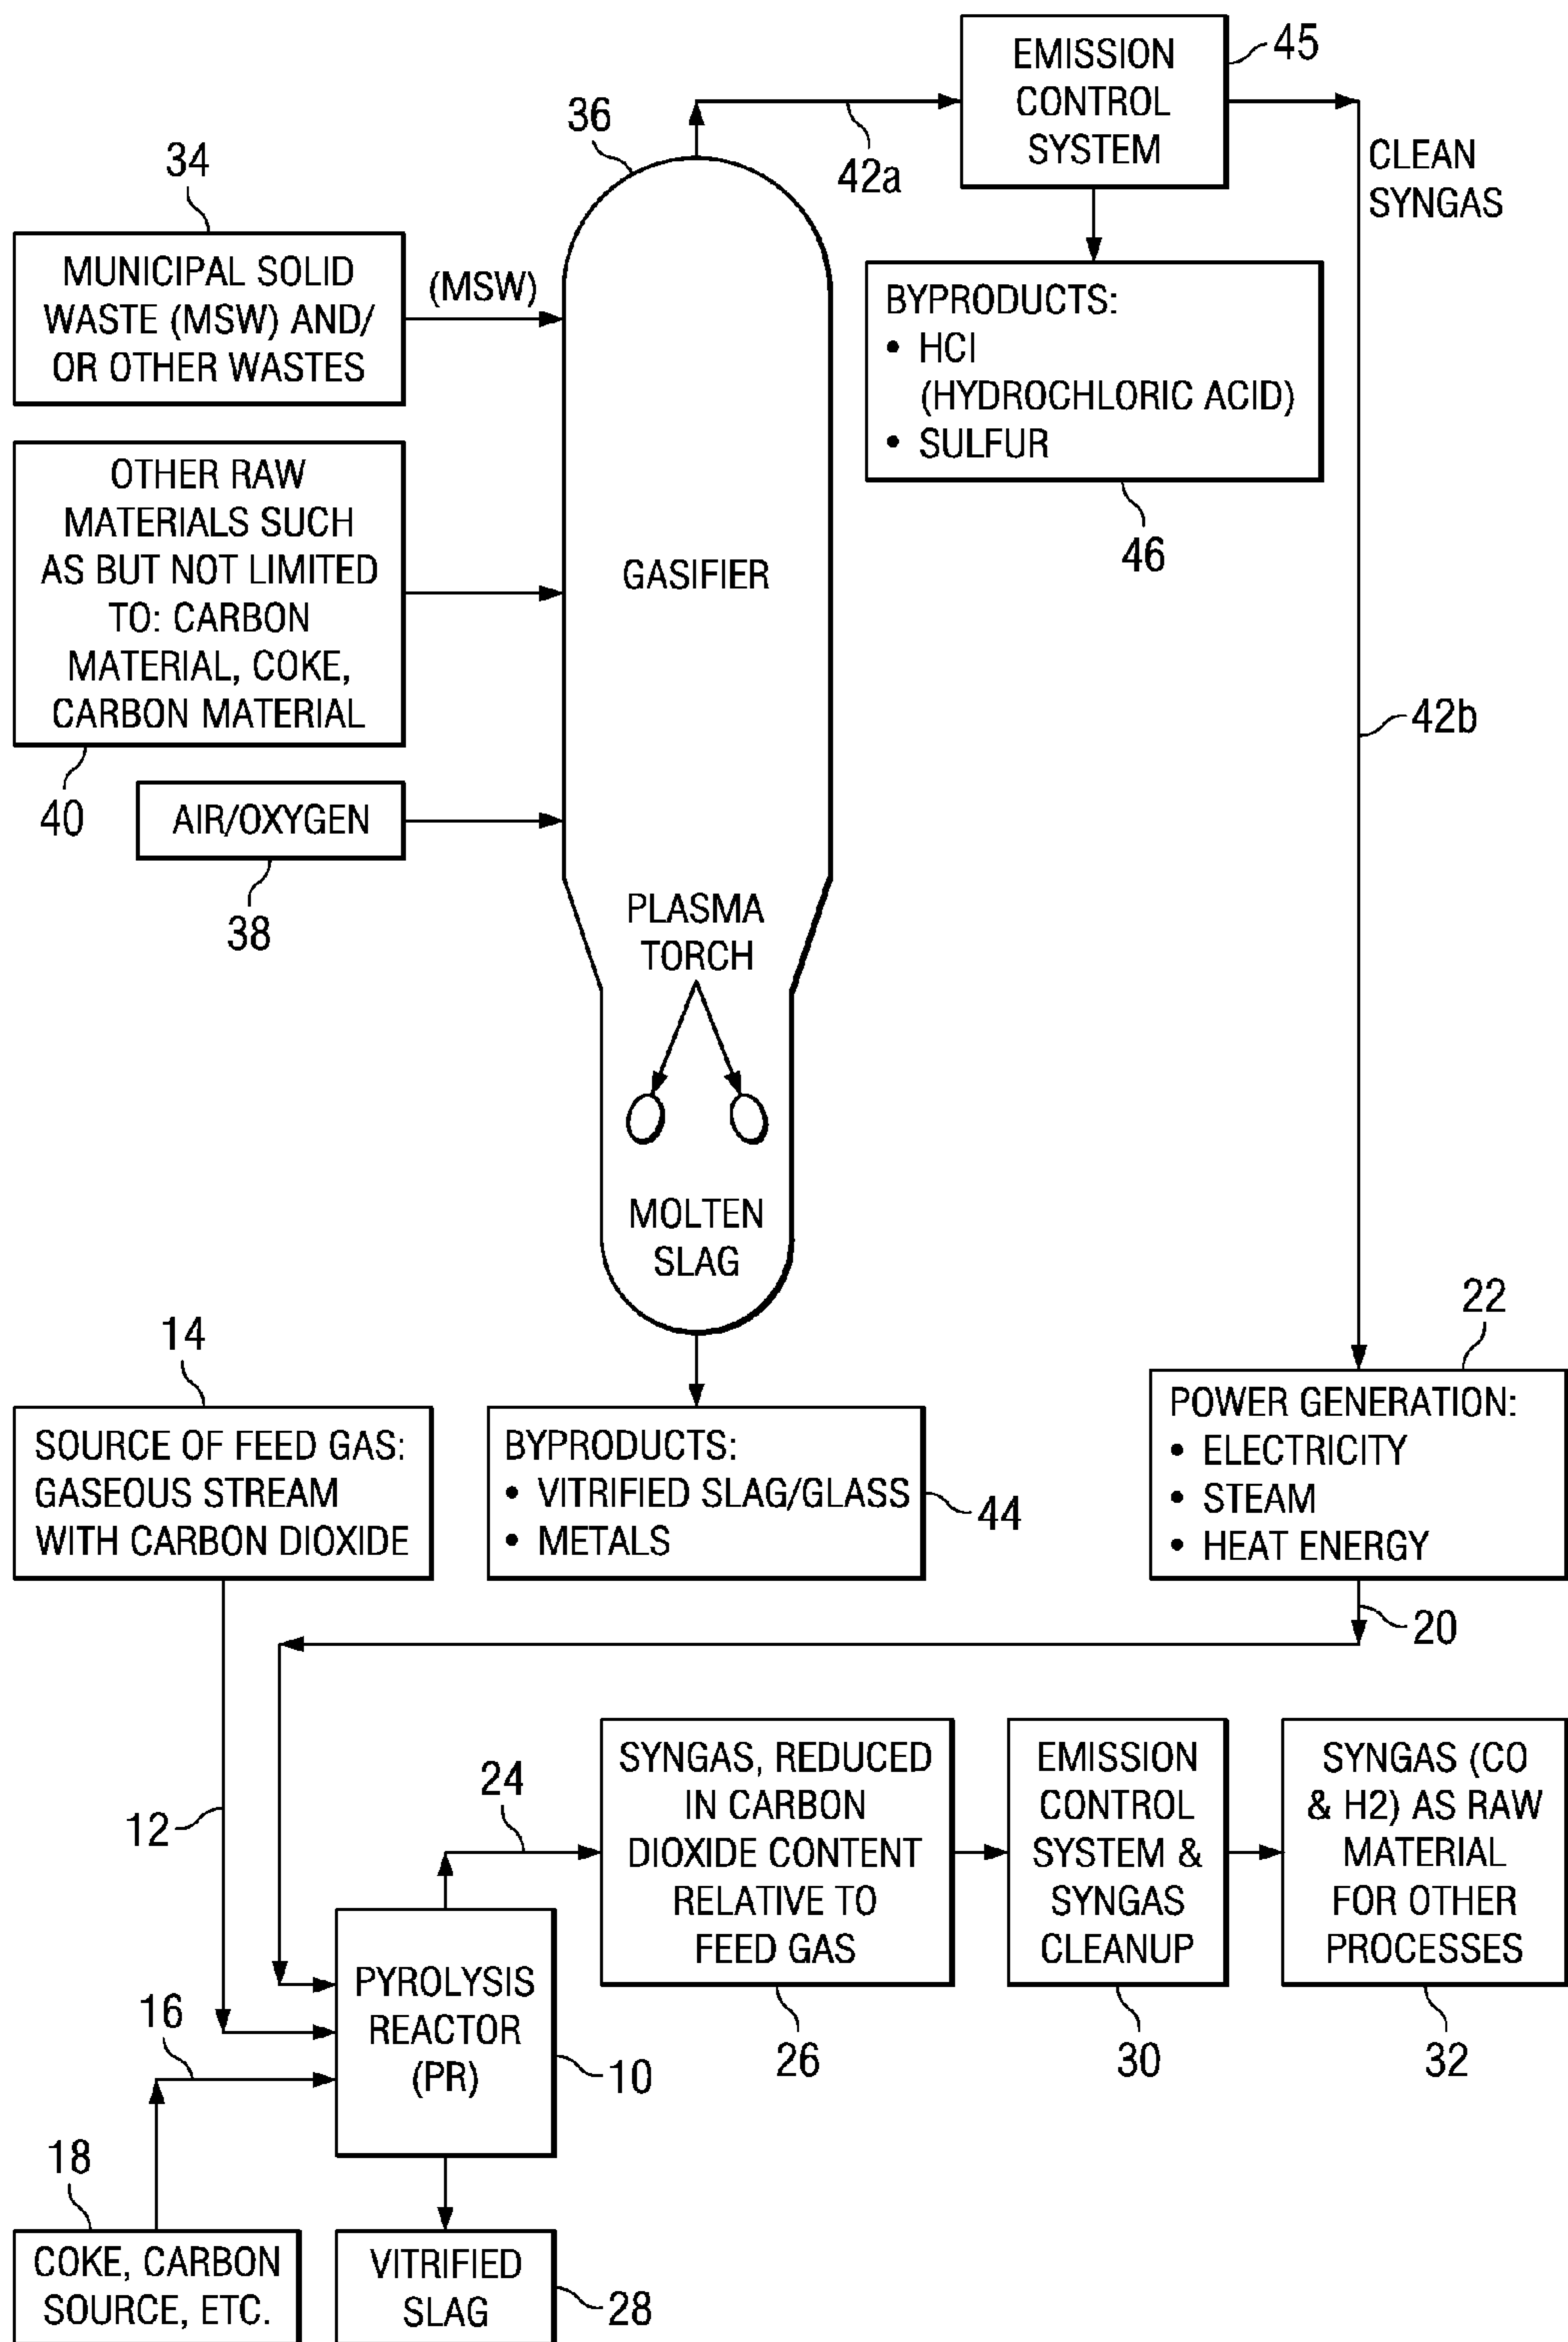 EMISSION
CONTROL
SYSTEM
45
36
42a
CLEAN
SYNGAS
34
MUNICIPAL SOLID
WASTE (MSW) AND/
OR OTHER WASTES
(MSW)
BYPRODUCTS:
• HCl
(HYDROCHLORIC ACID)
• SULFUR
46
OTHER RAW
MATERIALS SUCH
AS BUT NOT LIMITED
TO: CARBON
MATERIAL, COKE,
CARBON MATERIAL
40
GASIFIER
42b
AIR/OXYGEN
38
PLASMA
TORCH
MOLTEN
SLAG
14
SOURCE OF FEED GAS:
GASEOUS STREAM
WITH CARBON DIOXIDE
BYPRODUCTS:
• VITRIFIED SLAG/GLASS
• METALS
44
22
POWER GENERATION:
• ELECTRICITY
• STEAM
• HEAT ENERGY
20
12
24
SYNGAS, REDUCED
IN CARBON
DIOXIDE CONTENT
RELATIVE TO
FEED GAS
26
EMISSION
CONTROL
SYSTEM &
SYNGAS
CLEANUP
30
SYNGAS (CO
& H2) AS RAW
MATERIAL
FOR OTHER
PROCESSES
32
16
PYROLYSIS
REACTOR
(PR)
10
18
COKE, CARBON
SOURCE, ETC.
VITRIFIED
SLAG
28